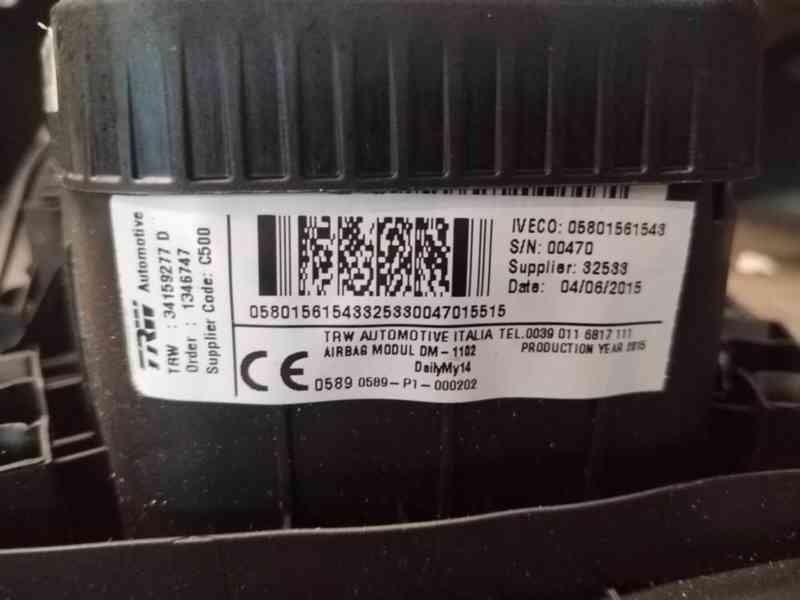 TRW Automotive
TRW : 34159277 D
Order : 1346747
Supplier Code: C500
IVECO: 05801561543
S/N: 00470
Supplier: 32533
Date: 04/06/2015
058015615433253300470155​15
TRW AUTOMOTIVE ITALIA TEL.0039 011 6817 111
AIRBAG MODUL DM-1102
PRODUCTION YEAR 2015
DailyMy14
CE 0589 0589-P1-000202